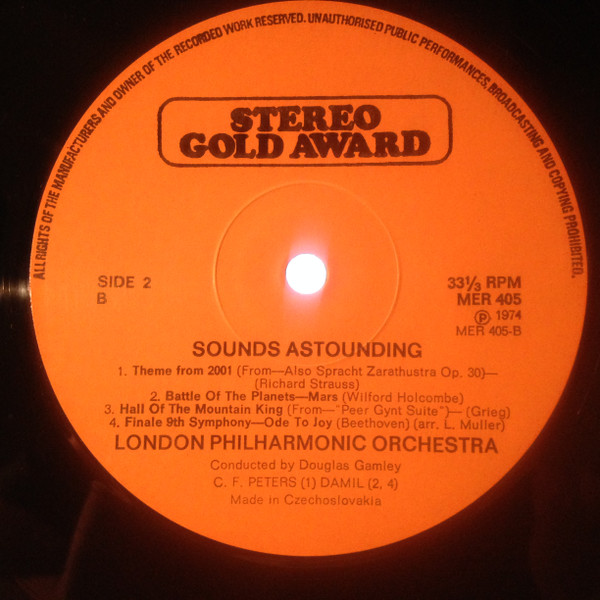 ALL RIGHTS OF THE MANUFACTURERS AND OWNER OF THE RECORDED WORK RESERVED. UNAUTHORISED PUBLIC PERFORMANCES, BROADCASTING AND COPYING PROHIBITED.
STEREO
GOLD AWARD
SIDE 2
B
33⅓ RPM
MER 405
Ⓟ 1974
MER 405-B
SOUNDS ASTOUNDING
1. Theme from 2001 (From—Also Spracht Zarathustra Op. 30)—
(Richard Strauss)
2. Battle Of The Planets—Mars (Wilford Holcombe)
3. Hall Of The Mountain King (From—"Peer Gynt Suite")— (Grieg)
4. Finale 9th Symphony—Ode To Joy (Beethoven) (arr. L. Muller)
LONDON PHILHARMONIC ORCHESTRA
Conducted by Douglas Gamley
C. F. PETERS (1) DAMIL (2, 4)
Made in Czechoslovakia